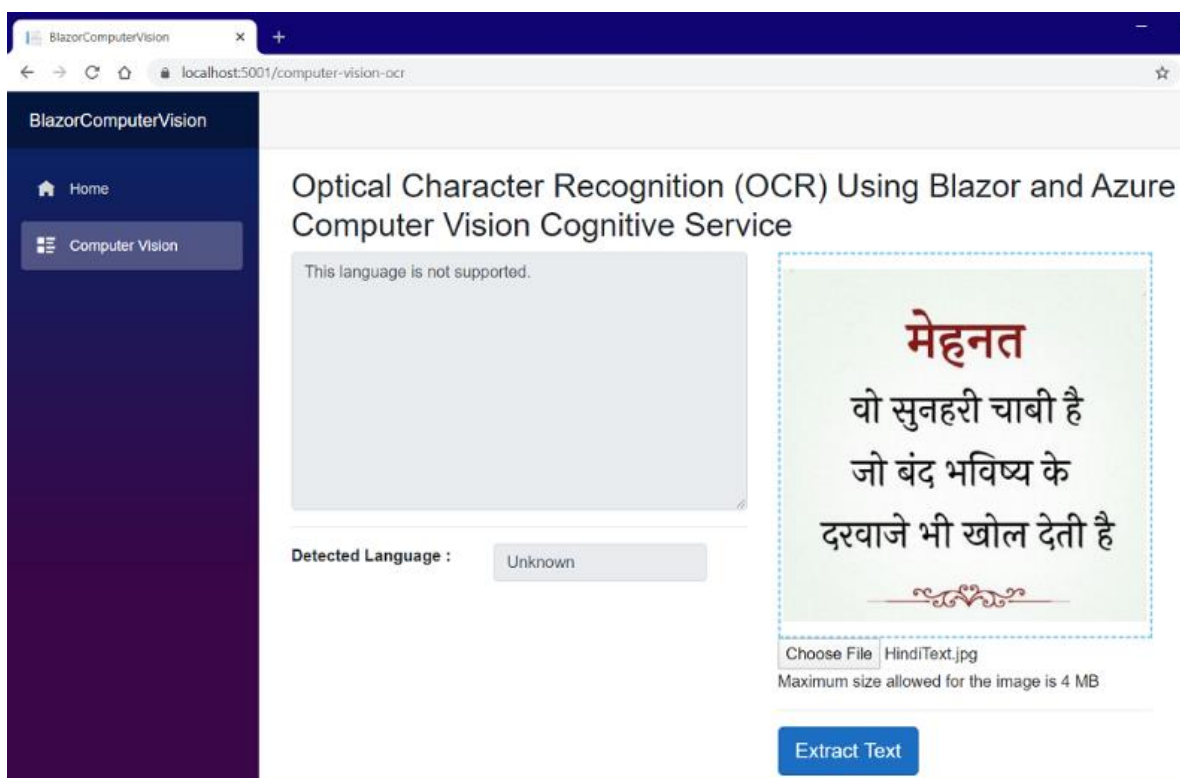 BlazorComputerVision
localhost:5001/computer-vision-ocr
BlazorComputerVision
Home
Computer Vision
Optical Character Recognition (OCR) Using Blazor and Azure
Computer Vision Cognitive Service
This language is not supported.
Detected Language :
Unknown
मेहनत
वो सुनहरी चाबी है
जो बंद भविष्य के
दरवाजे भी खोल देती है
Choose File HindiText.jpg
Maximum size allowed for the image is 4 MB
Extract Text